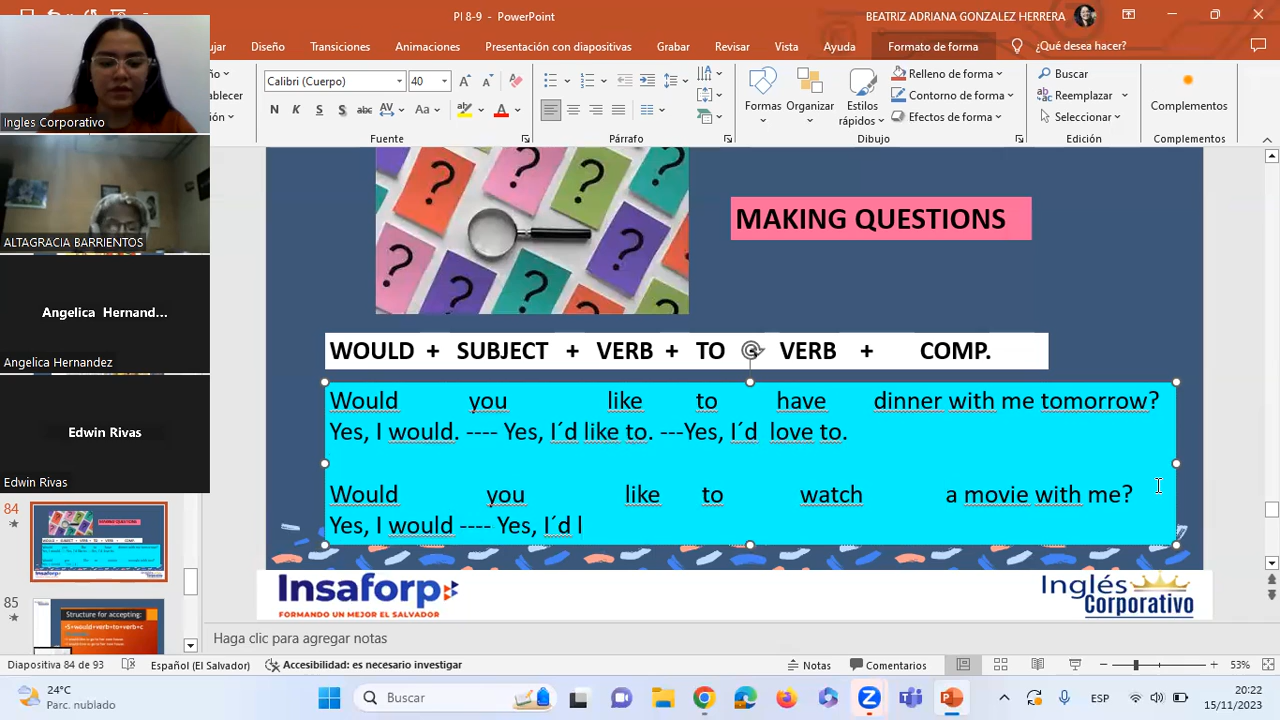 PI 8-9 - PowerPoint
BEATRIZ ADRIANA GONZALEZ HERRERA
ujar Diseño Transiciones Animaciones Presentación con diapositivas Grabar Revisar Vista Ayuda Formato de forma ¿Qué desea hacer?
Calibri (Cuerpo) 40
ablecer
N K S abc AV Aa
Fuente
Párrafo
Formas
Organizar
Estilos rápidos
Relleno de forma
Contorno de forma
Efectos de forma
Dibujo
Buscar
Reemplazar
Seleccionar
Edición
Complementos
Complementos
Ingles Corporativo
ALTAGRACIA BARRIENTOS
Angelica Hernand...
Angelica Hernandez
Edwin Rivas
Edwin Rivas
84
85
Structure for accepting:
MAKING QUESTIONS
WOULD + SUBJECT + VERB + TO VERB + COMP.
Would you like to have dinner with me tomorrow?
Yes, I would. ---- Yes, I´d like to. ---Yes, I´d love to.
Would you like to watch a movie with me?
Yes, I would ---- Yes, I´d l
Insaforp
FORMANDO UN MEJOR EL SALVADOR
Inglés
Corporativo
Haga clic para agregar notas
Diapositiva 84 de 93 Español (El Salvador) Accesibilidad: es necesario investigar Notas Comentarios 53%
24°C
Parc. nublado
Buscar
ESP
20:22
15/11/2023